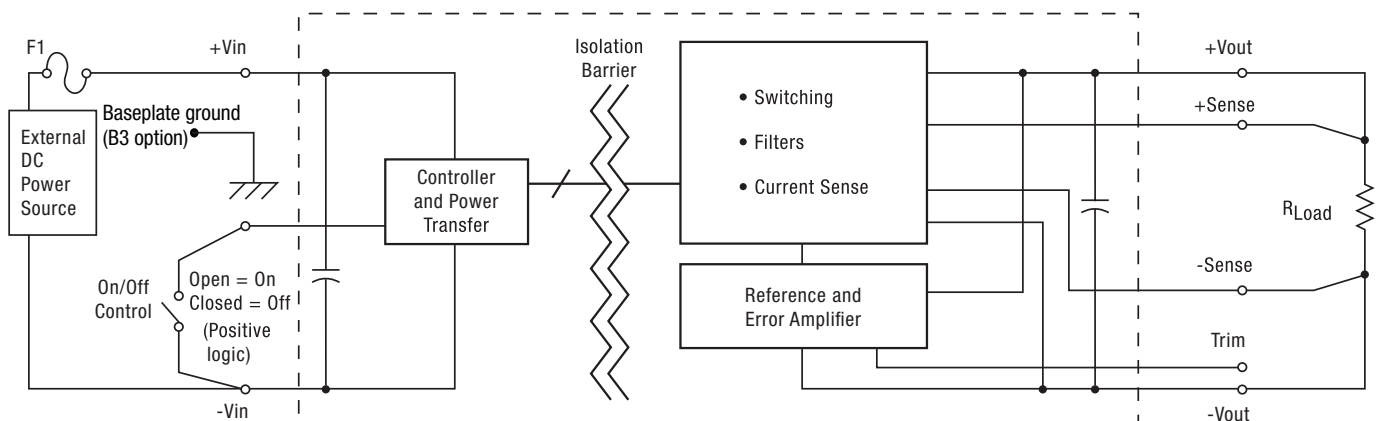 F1
+Vin
External
DC
Power
Source
Baseplate ground
(B3 option)
On/Off
Control
Open = On
Closed = Off
(Positive
logic)
-Vin
Controller
and Power
Transfer
Isolation
Barrier
• Switching
• Filters
• Current Sense
Reference and
Error Amplifier
+Vout
+Sense
RLoad
-Sense
Trim
-Vout